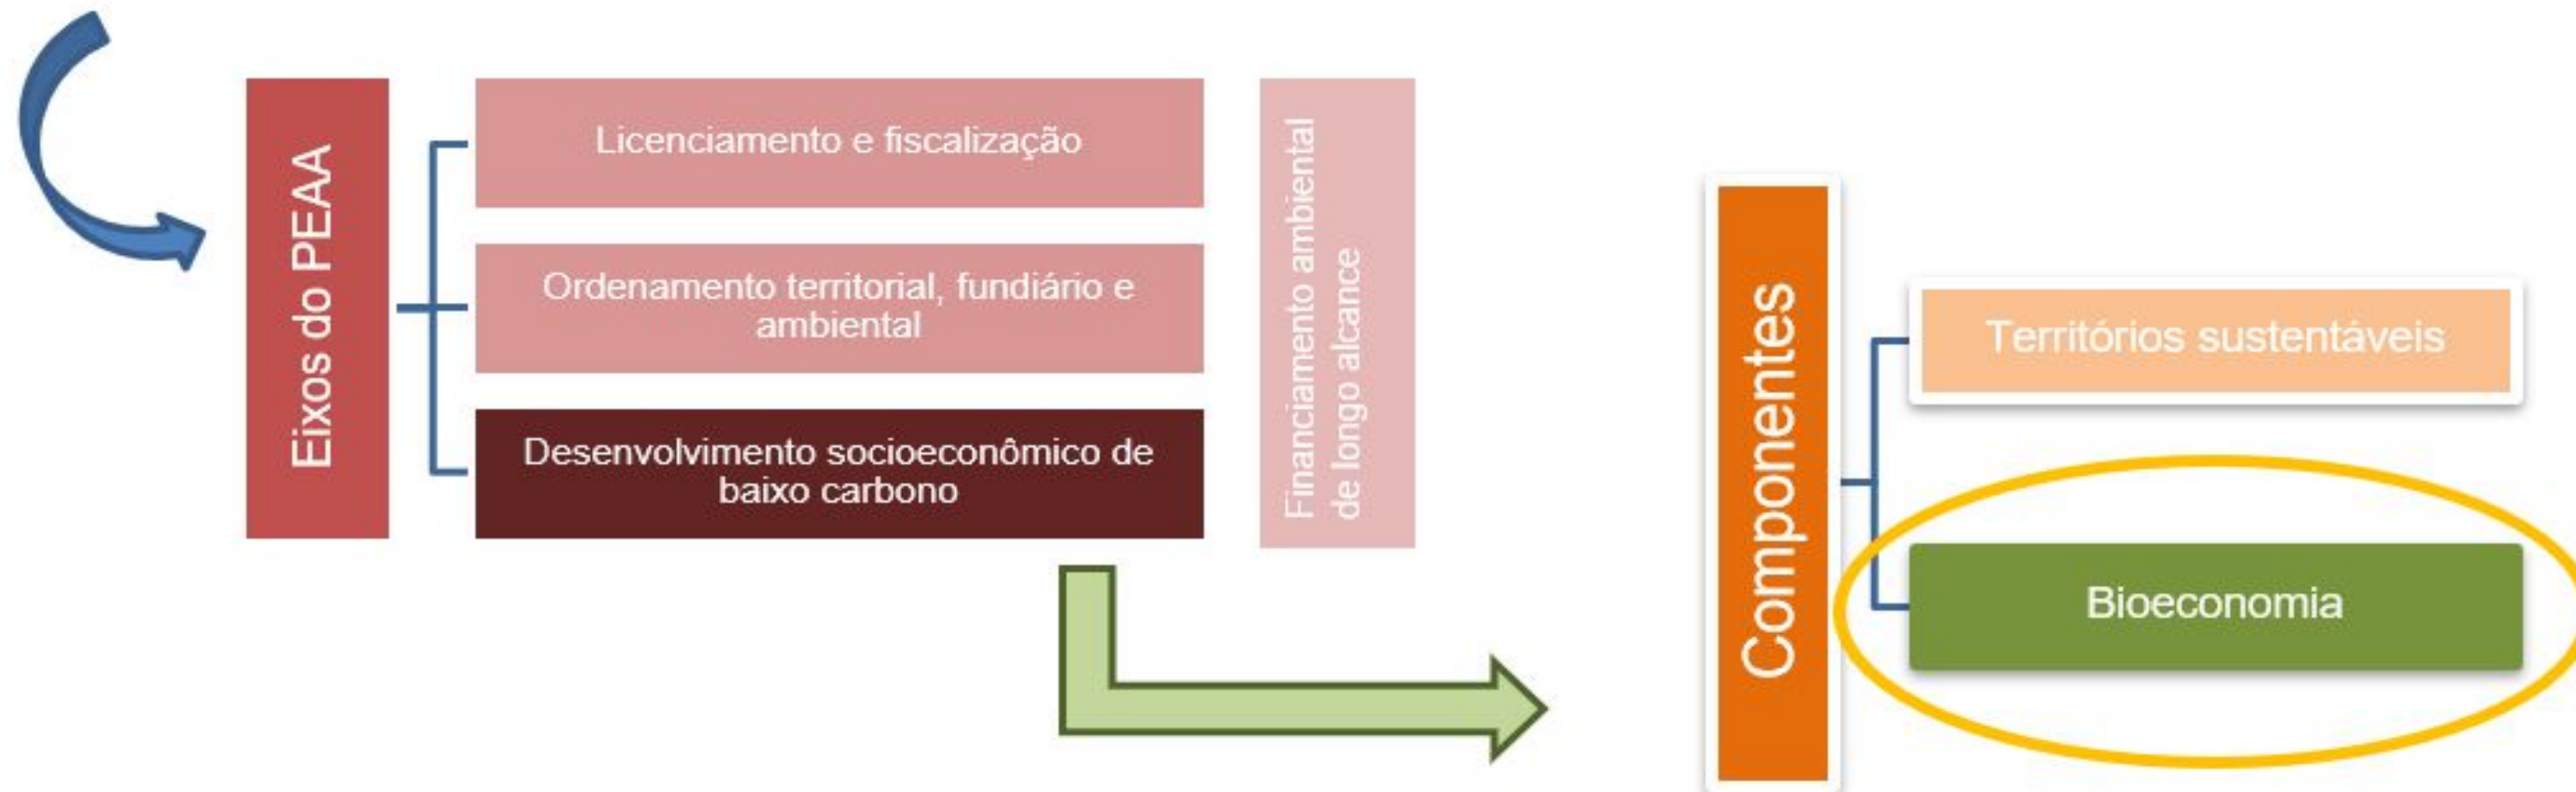 Eixos do PEAA
Licenciamento e fiscalização
Ordenamento territorial, fundiário e
ambiental
Desenvolvimento socioeconômico de
baixo carbono
Financiamento ambiental
de longo alcance
Componentes
Territórios sustentáveis
Bioeconomia